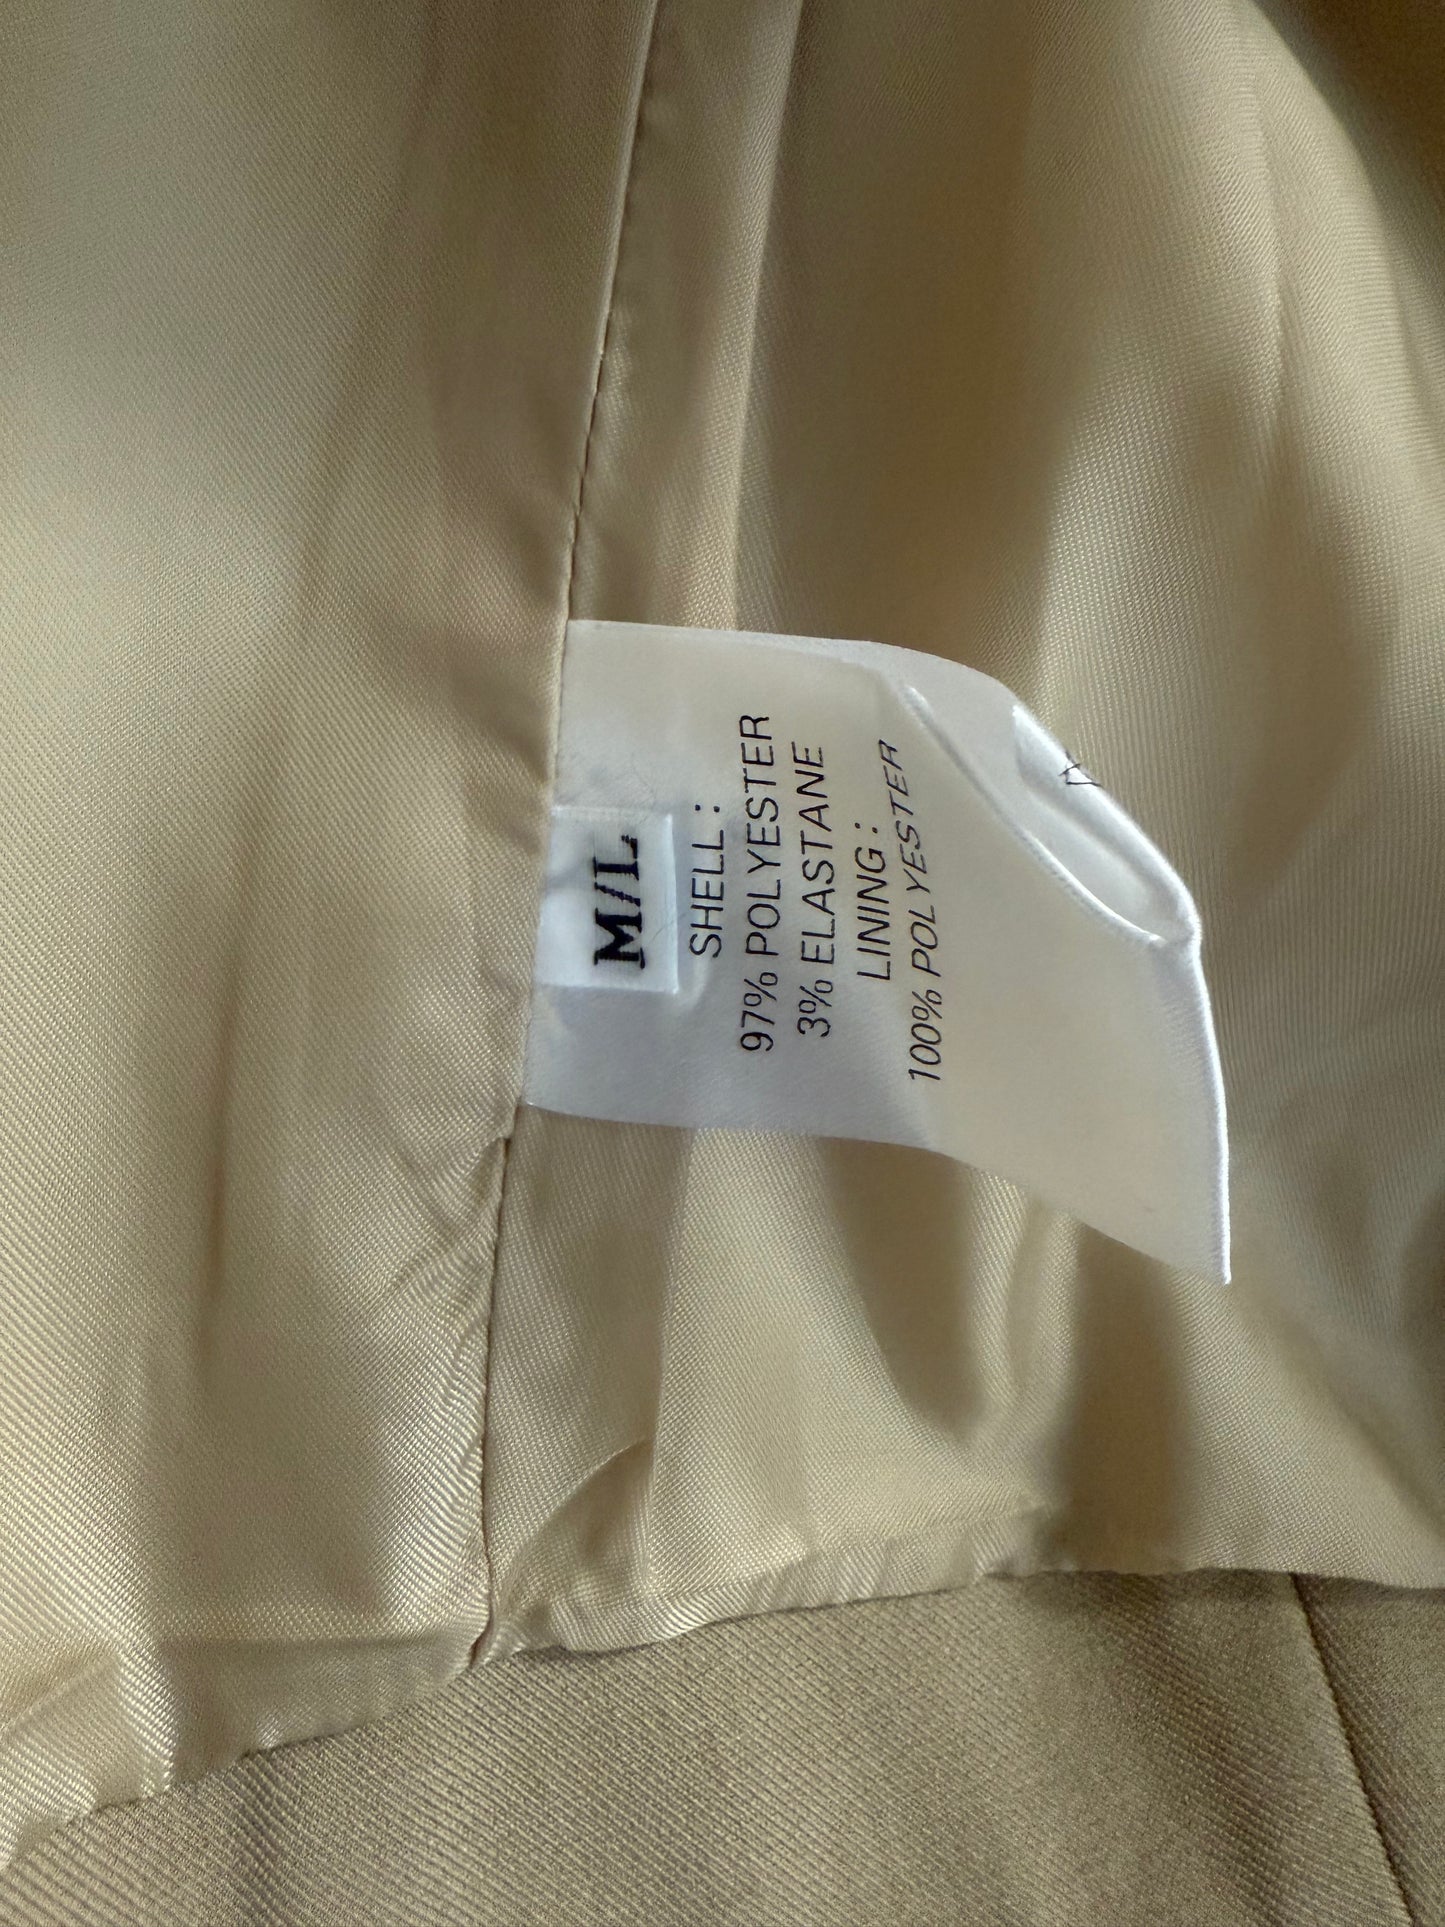 M/L
SHELL :
97% POLYESTER
3% ELASTANE
LINING :
100% POLYESTER